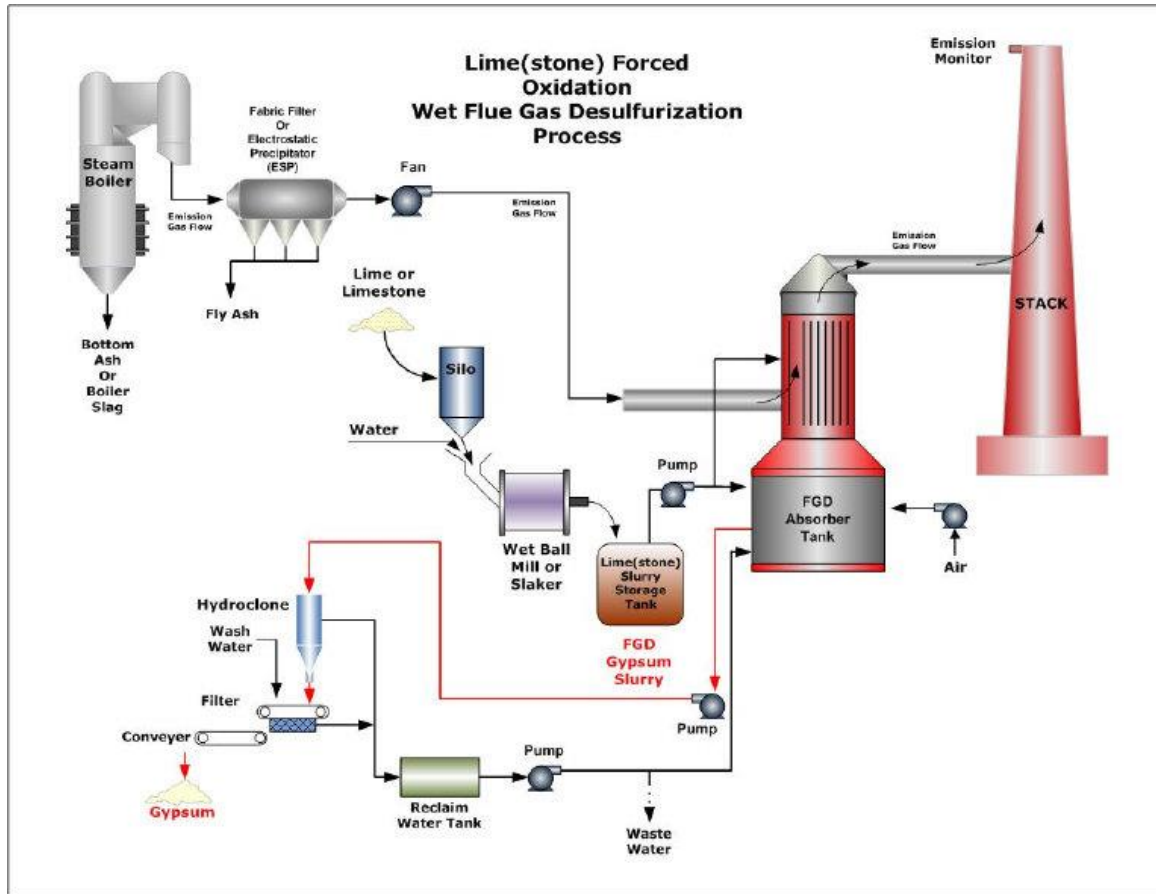 Lime(stone) Forced
Oxidation
Wet Flue Gas Desulfurization
Process
Emission
Monitor
Fabric Filter
Or
Electrostatic
Precipitator
(ESP)
Steam
Boiler
Fan
Emission
Gas Flow
Emission
Gas Flow
Emission
Gas Flow
Lime or
Limestone
Fly Ash
STACK
Bottom
Ash
Or
Boiler
Slag
Silo
Water
Pump
FGD
Absorber
Tank
Wet Ball
Mill or
Slaker
Lime(stone)
Slurry
Storage
Tank
Air
Hydroclone
Wash
Water
FGD
Gypsum
Slurry
Filter
Pump
Conveyer
Pump
Gypsum
Reclaim
Water Tank
Waste
Water